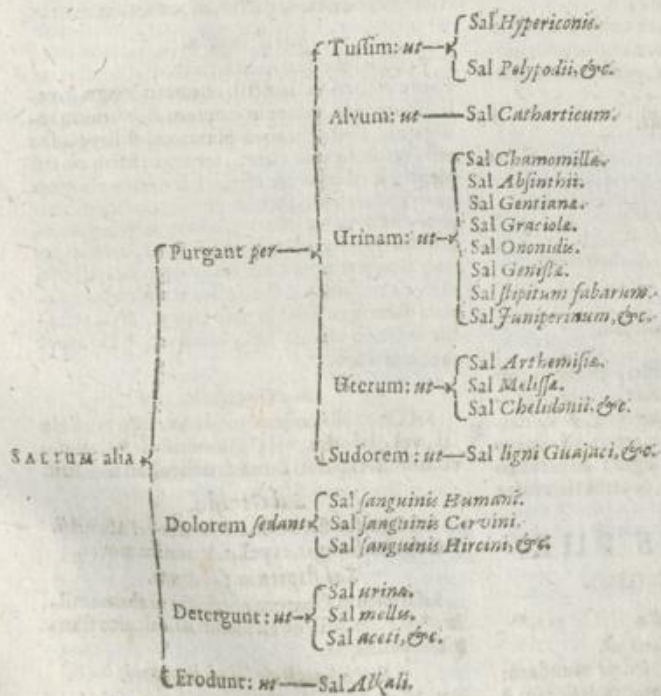 Tussim: ut
Sal Hypericonis.
Sal Polypodii, &c.
Alvum: ut
Sal Catharticum.
Purgant per
Urinam: ut
Sal Chamomillæ.
Sal Absinthii.
Sal Gentianæ.
Sal Graciolæ.
Sal Ononidis.
Sal Genistæ.
Sal stipitum fabarum.
Sal Juniperinum, &c.
Uterum: ut
Sal Arthemisiæ.
Sal Melissæ.
Sal Chelidonii, &c.
SALIUM alia
Sudorem: ut
Sal ligni Guajaci, &c.
Dolorem sedant
Sal sanguinis Humani.
Sal sanguinis Cervini.
Sal sanguinis Hircini, &c.
Detergunt: ut
Sal urinæ.
Sal mellis.
Sal aceti, &c.
Erodunt: ut
Sal Alkali.